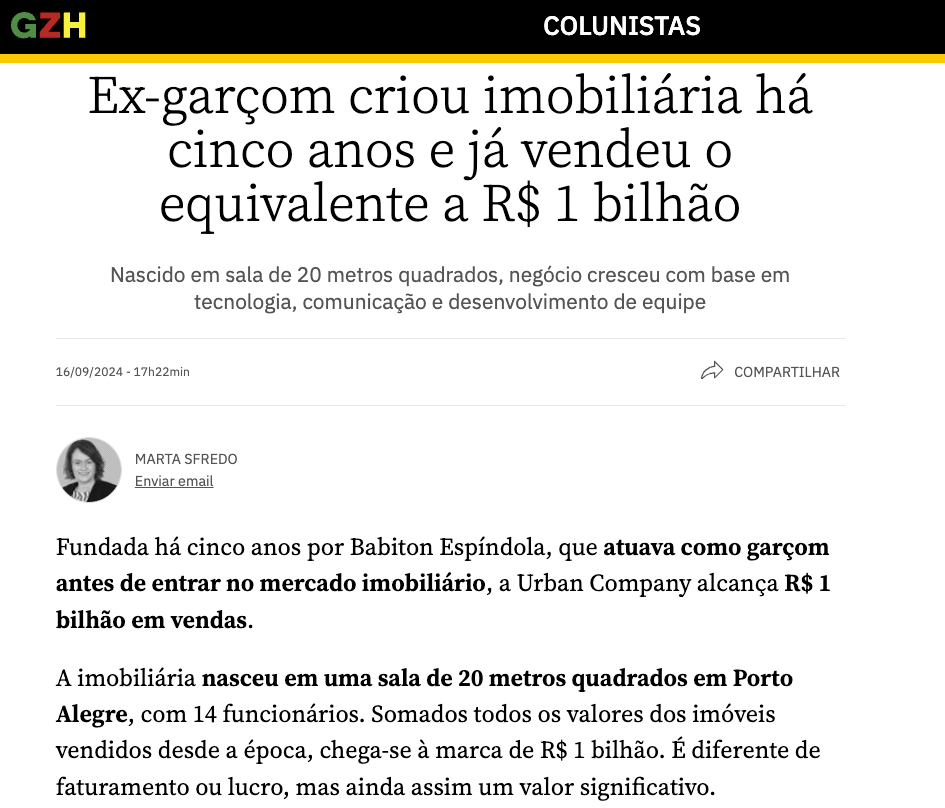 GZH
COLUNISTAS
Ex-garçom criou imobiliária há
cinco anos e já vendeu o
equivalente a R$ 1 bilhão
Nascido em sala de 20 metros quadrados, negócio cresceu com base em
tecnologia, comunicação e desenvolvimento de equipe
16/09/2024 - 17h22min
COMPARTILHAR
MARTA SFREDO
Enviar email
Fundada há cinco anos por Babiton Espíndola, que atuava como garçom
antes de entrar no mercado imobiliário, a Urban Company alcança R$ 1
bilhão em vendas.
A imobiliária nasceu em uma sala de 20 metros quadrados em Porto
Alegre, com 14 funcionários. Somados todos os valores dos imóveis
vendidos desde a época, chega-se à marca de R$ 1 bilhão. É diferente de
faturamento ou lucro, mas ainda assim um valor significativo.